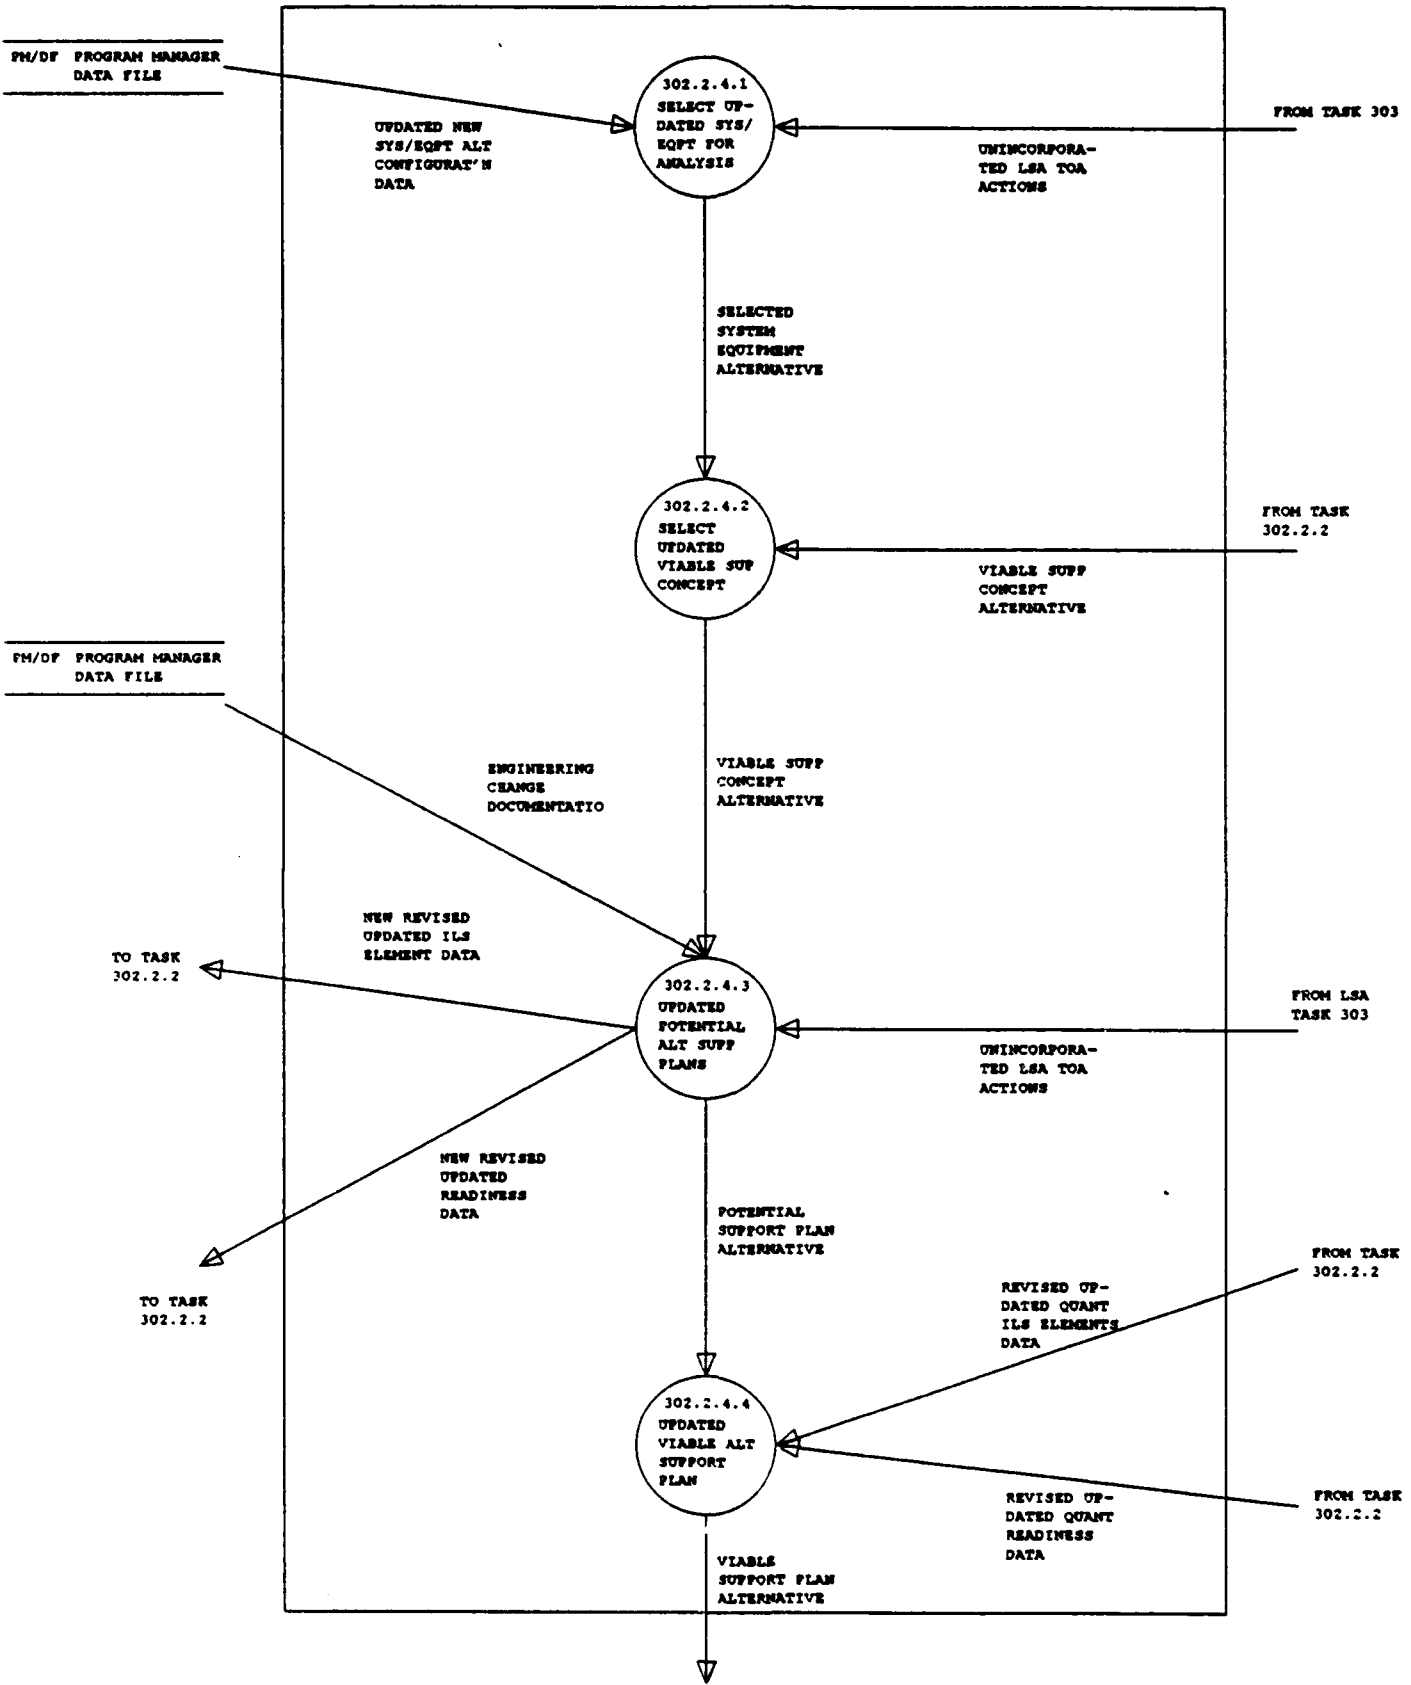 PM/DF PROGRAM MANAGER
DATA FILE
302.2.4.1
SELECT UP-
DATED SYS/
EQPT FOR
ANALYSIS
FROM TASK 303
UPDATED NEW
SYS/EQPT ALT
CONFIGURAT'N
DATA
UNINCORPORA-
TED LSA TOA
ACTIONS
SELECTED
SYSTEM
EQUIPMENT
ALTERNATIVE
302.2.4.2
SELECT
UPDATED
VIABLE SUP
CONCEPT
FROM TASK
302.2.2
VIABLE SUPP
CONCEPT
ALTERNATIVE
PM/DF PROGRAM MANAGER
DATA FILE
ENGINEERING
CHANGE
DOCUMENTATIO
VIABLE SUPP
CONCEPT
ALTERNATIVE
NEW REVISED
UPDATED ILS
ELEMENT DATA
TO TASK
302.2.2
302.2.4.3
UPDATED
POTENTIAL
ALT SUPP
PLANS
FROM LSA
TASK 303
UNINCORPORA-
TED LSA TOA
ACTIONS
NEW REVISED
UPDATED
READINESS
DATA
POTENTIAL
SUPPORT PLAN
ALTERNATIVE
TO TASK
302.2.2
FROM TASK
302.2.2
REVISED UP-
DATED QUANT
ILS ELEMENTS
DATA
302.2.4.4
UPDATED
VIABLE ALT
SUPPORT
PLAN
REVISED UP-
DATED QUANT
READINESS
DATA
FROM TASK
302.2.2
VIABLE
SUPPORT PLAN
ALTERNATIVE